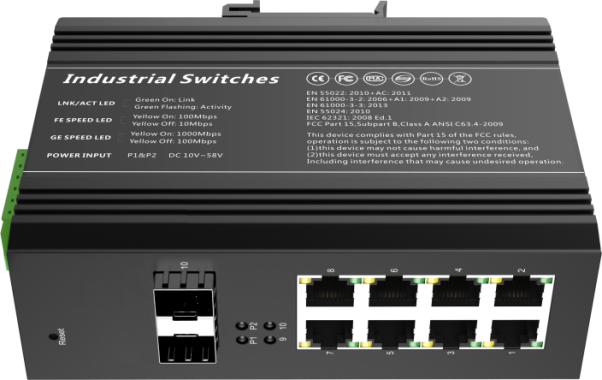 Industrial Switches
LNK/ACT LED Green On: Link
Green Flashing: Activity
FE SPEED LED Yellow On: 100Mbps
Yellow Off: 10Mbps
GE SPEED LED Yellow On: 1000Mbps
Yellow Off: 100Mbps
POWER INPUT P1&P2 DC 10V~58V
CE FC RoHS
EN 55022: 2010+AC: 2011
EN 61000-3-2: 2006+A1: 2009+A2: 2009
EN 61000-3-3: 2013
EN 55024: 2010
IEC 62321: 2008 Ed.1
FCC Part 15,Subpart B,Class A ANSI C63.4-2009
This device complies with Part 15 of the FCC rules,
operation is subject to the following two conditions:
(1)this device may not cause harmful interference, and
(2)this device must accept any interference received,
Including interference that may cause undesired operation.
10
8 6 4 2
P2 10
P1 9
Reset
7 5 3 1